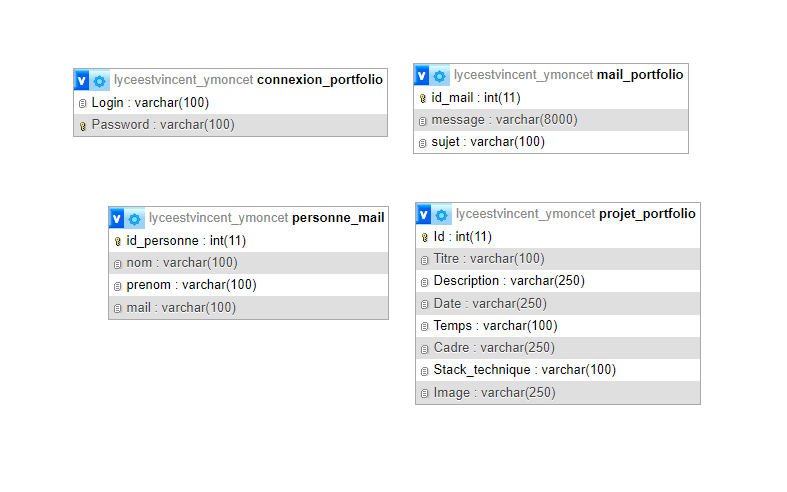 lyceestvincent_ymoncet connexion_portfolio
Login : varchar(100)
Password : varchar(100)
lyceestvincent_ymoncet mail_portfolio
id_mail : int(11)
message : varchar(8000)
sujet : varchar(100)
lyceestvincent_ymoncet personne_mail
id_personne : int(11)
nom : varchar(100)
prenom : varchar(100)
mail : varchar(100)
lyceestvincent_ymoncet projet_portfolio
Id : int(11)
Titre : varchar(100)
Description : varchar(250)
Date : varchar(250)
Temps : varchar(100)
Cadre : varchar(250)
Stack_technique : varchar(100)
Image : varchar(250)